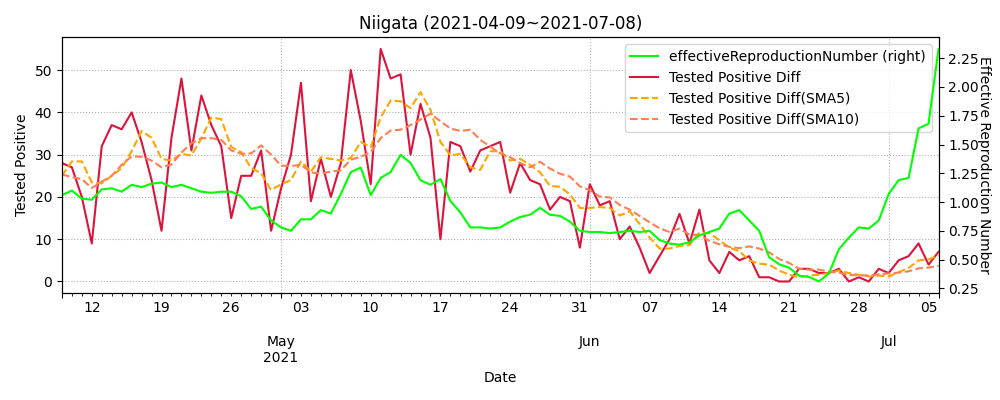 Niigata (2021-04-09~2021-07-08)
effectiveReproductionNumber (right)
Tested Positive Diff
Tested Positive Diff(SMA5)
Tested Positive Diff(SMA10)
Tested Positive
50
40
30
20
10
0
2.25
2.00
1.75
1.50
1.25
1.00
0.75
0.50
0.25
Effective Reproduction Number
12 19 26 03 10 17 24 31 07 14 21 28 05
May Jun Jul
2021
Date